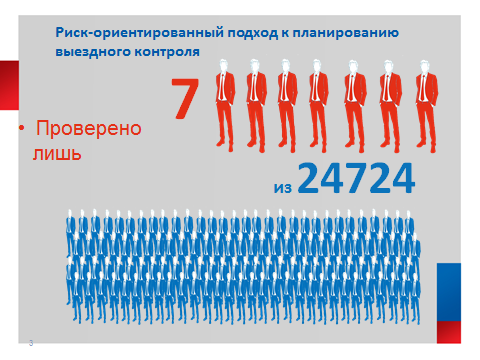 Риск-ориентированный подход к планированию
выездного контроля
7
• Проверено
лишь
из 24724
3